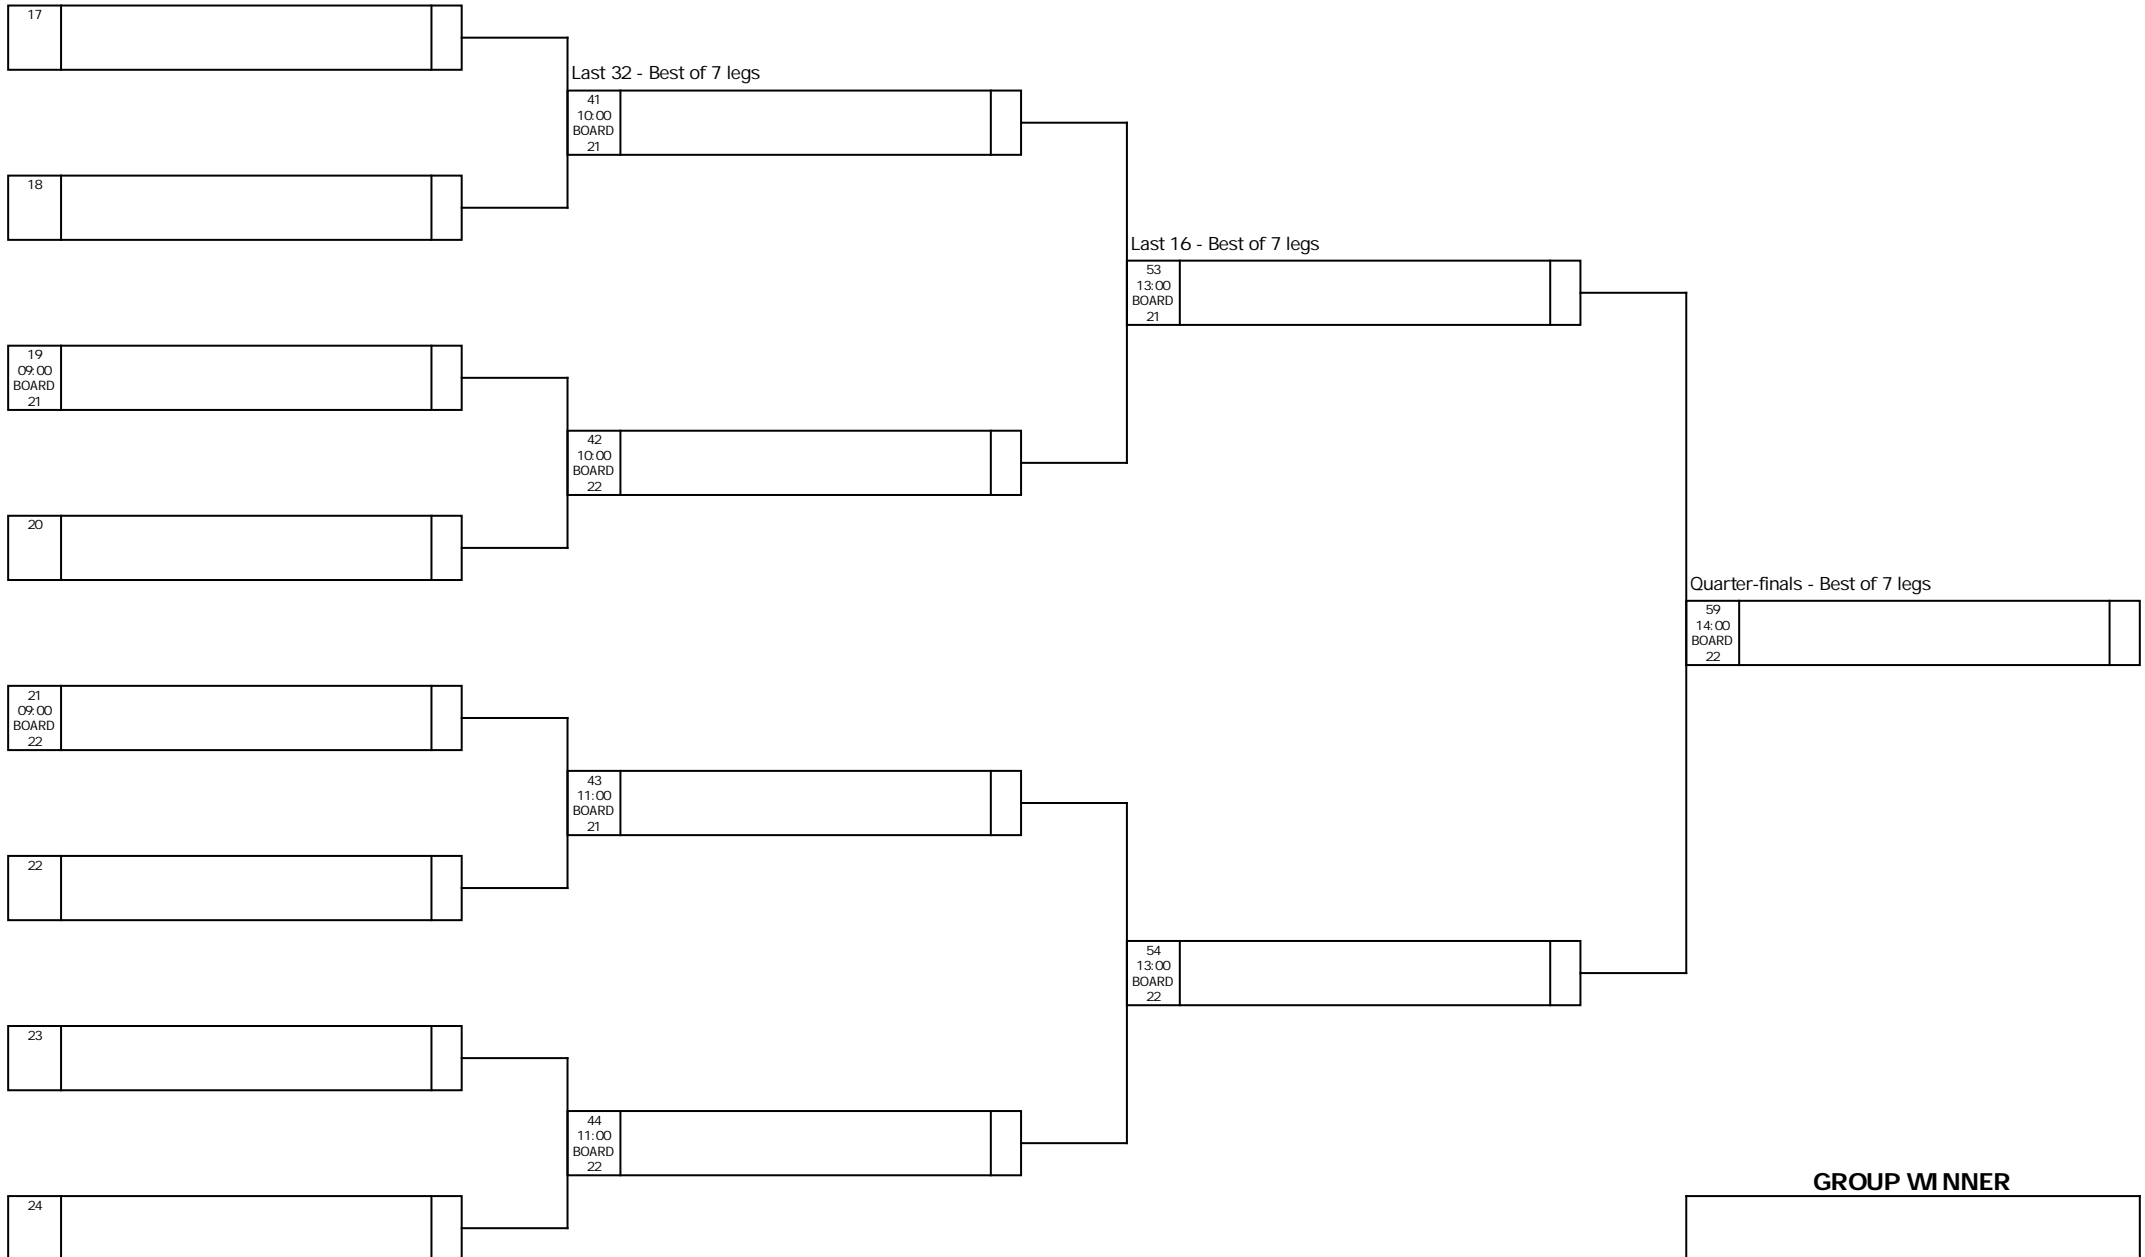 17
Last 32 - Best of 7 legs
41
10:00
BOARD
21
18
Last 16 - Best of 7 legs
53
13:00
BOARD
21
19
09:00
BOARD
21
42
10:00
BOARD
22
20
Quarter-finals - Best of 7 legs
59
14:00
BOARD
22
21
09:00
BOARD
22
43
11:00
BOARD
21
22
54
13:00
BOARD
22
23
44
11:00
BOARD
22
GROUP WINNER
24